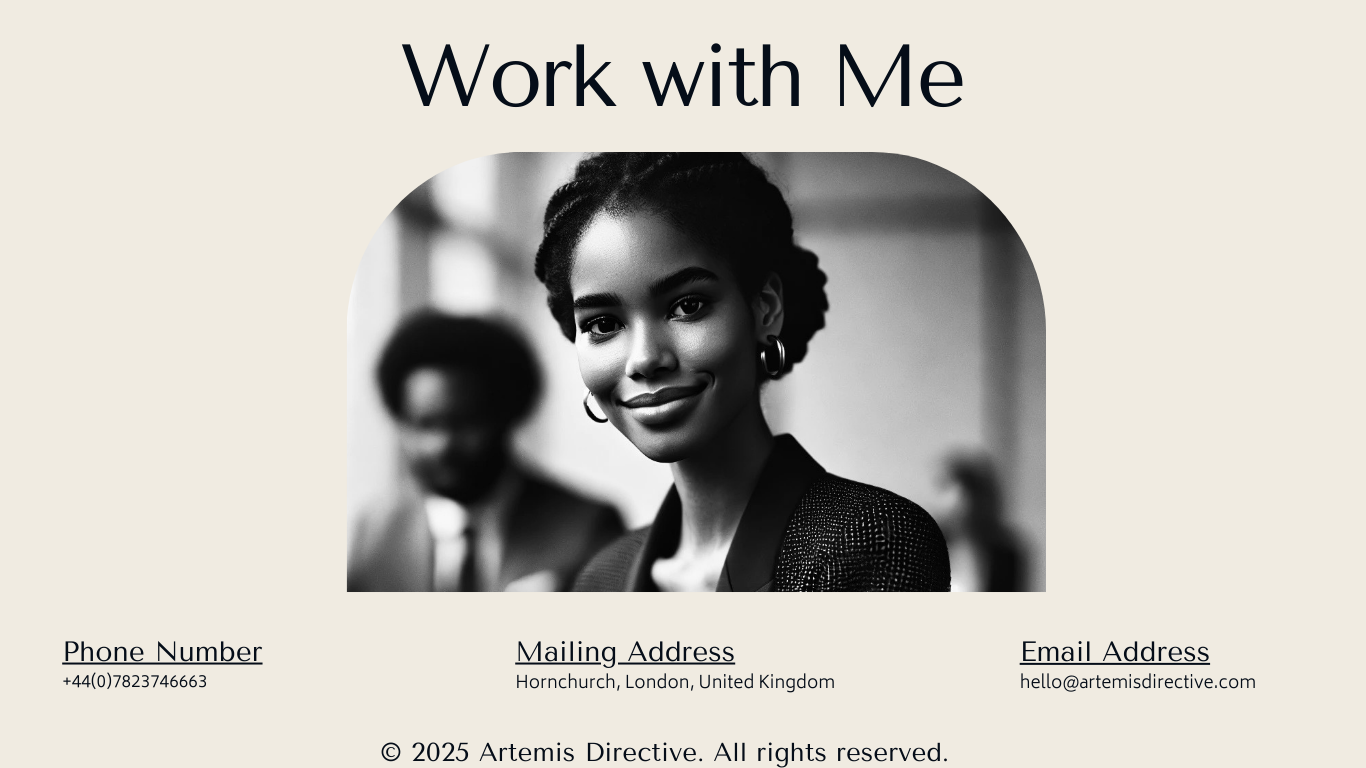 Work with Me
Phone Number
+44(0)7823746663
Mailing Address
Hornchurch, London, United Kingdom
Email Address
hello@artemisdirective.com
© 2025 Artemis Directive. All rights reserved.